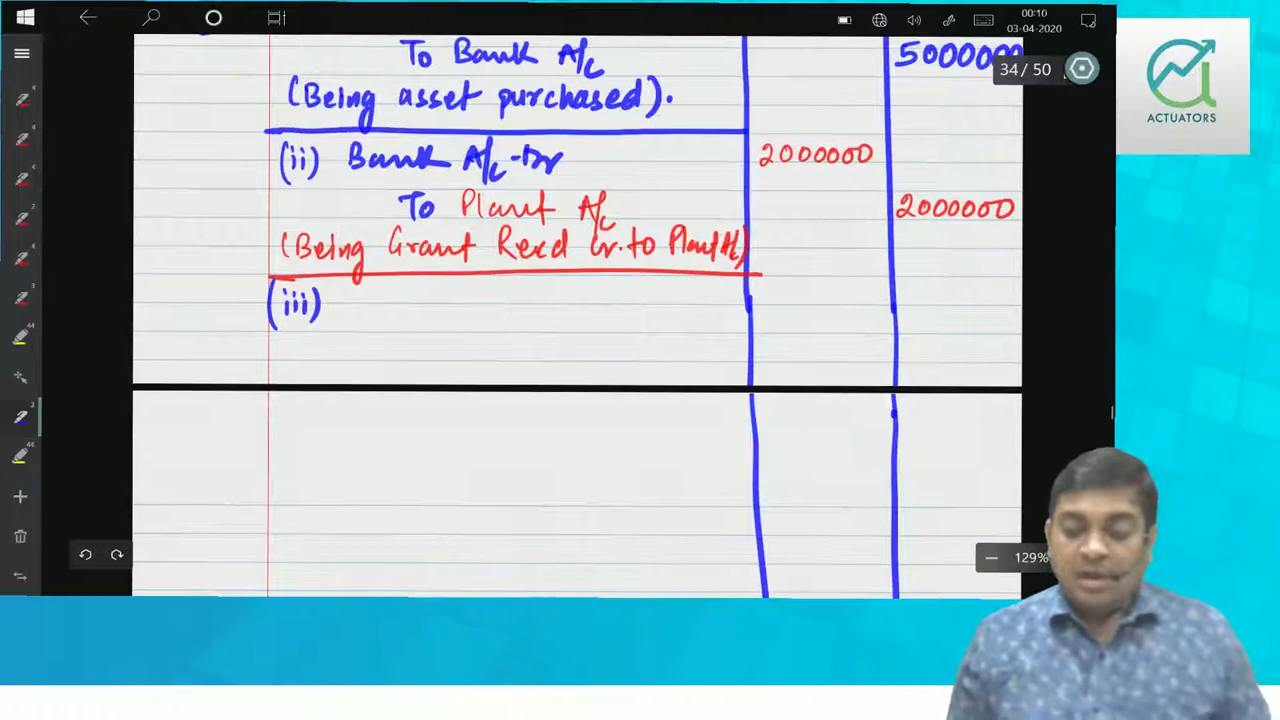 00:10
03-04-2020
To Bank A/c 5000000
34 / 50
(Being asset purchased).
ACTUATORS
(ii) Bank A/c - Dr 2000000
To Plant A/c 2000000
(Being Grant Recd Cr. to Plant A/c)
(iii)
129%